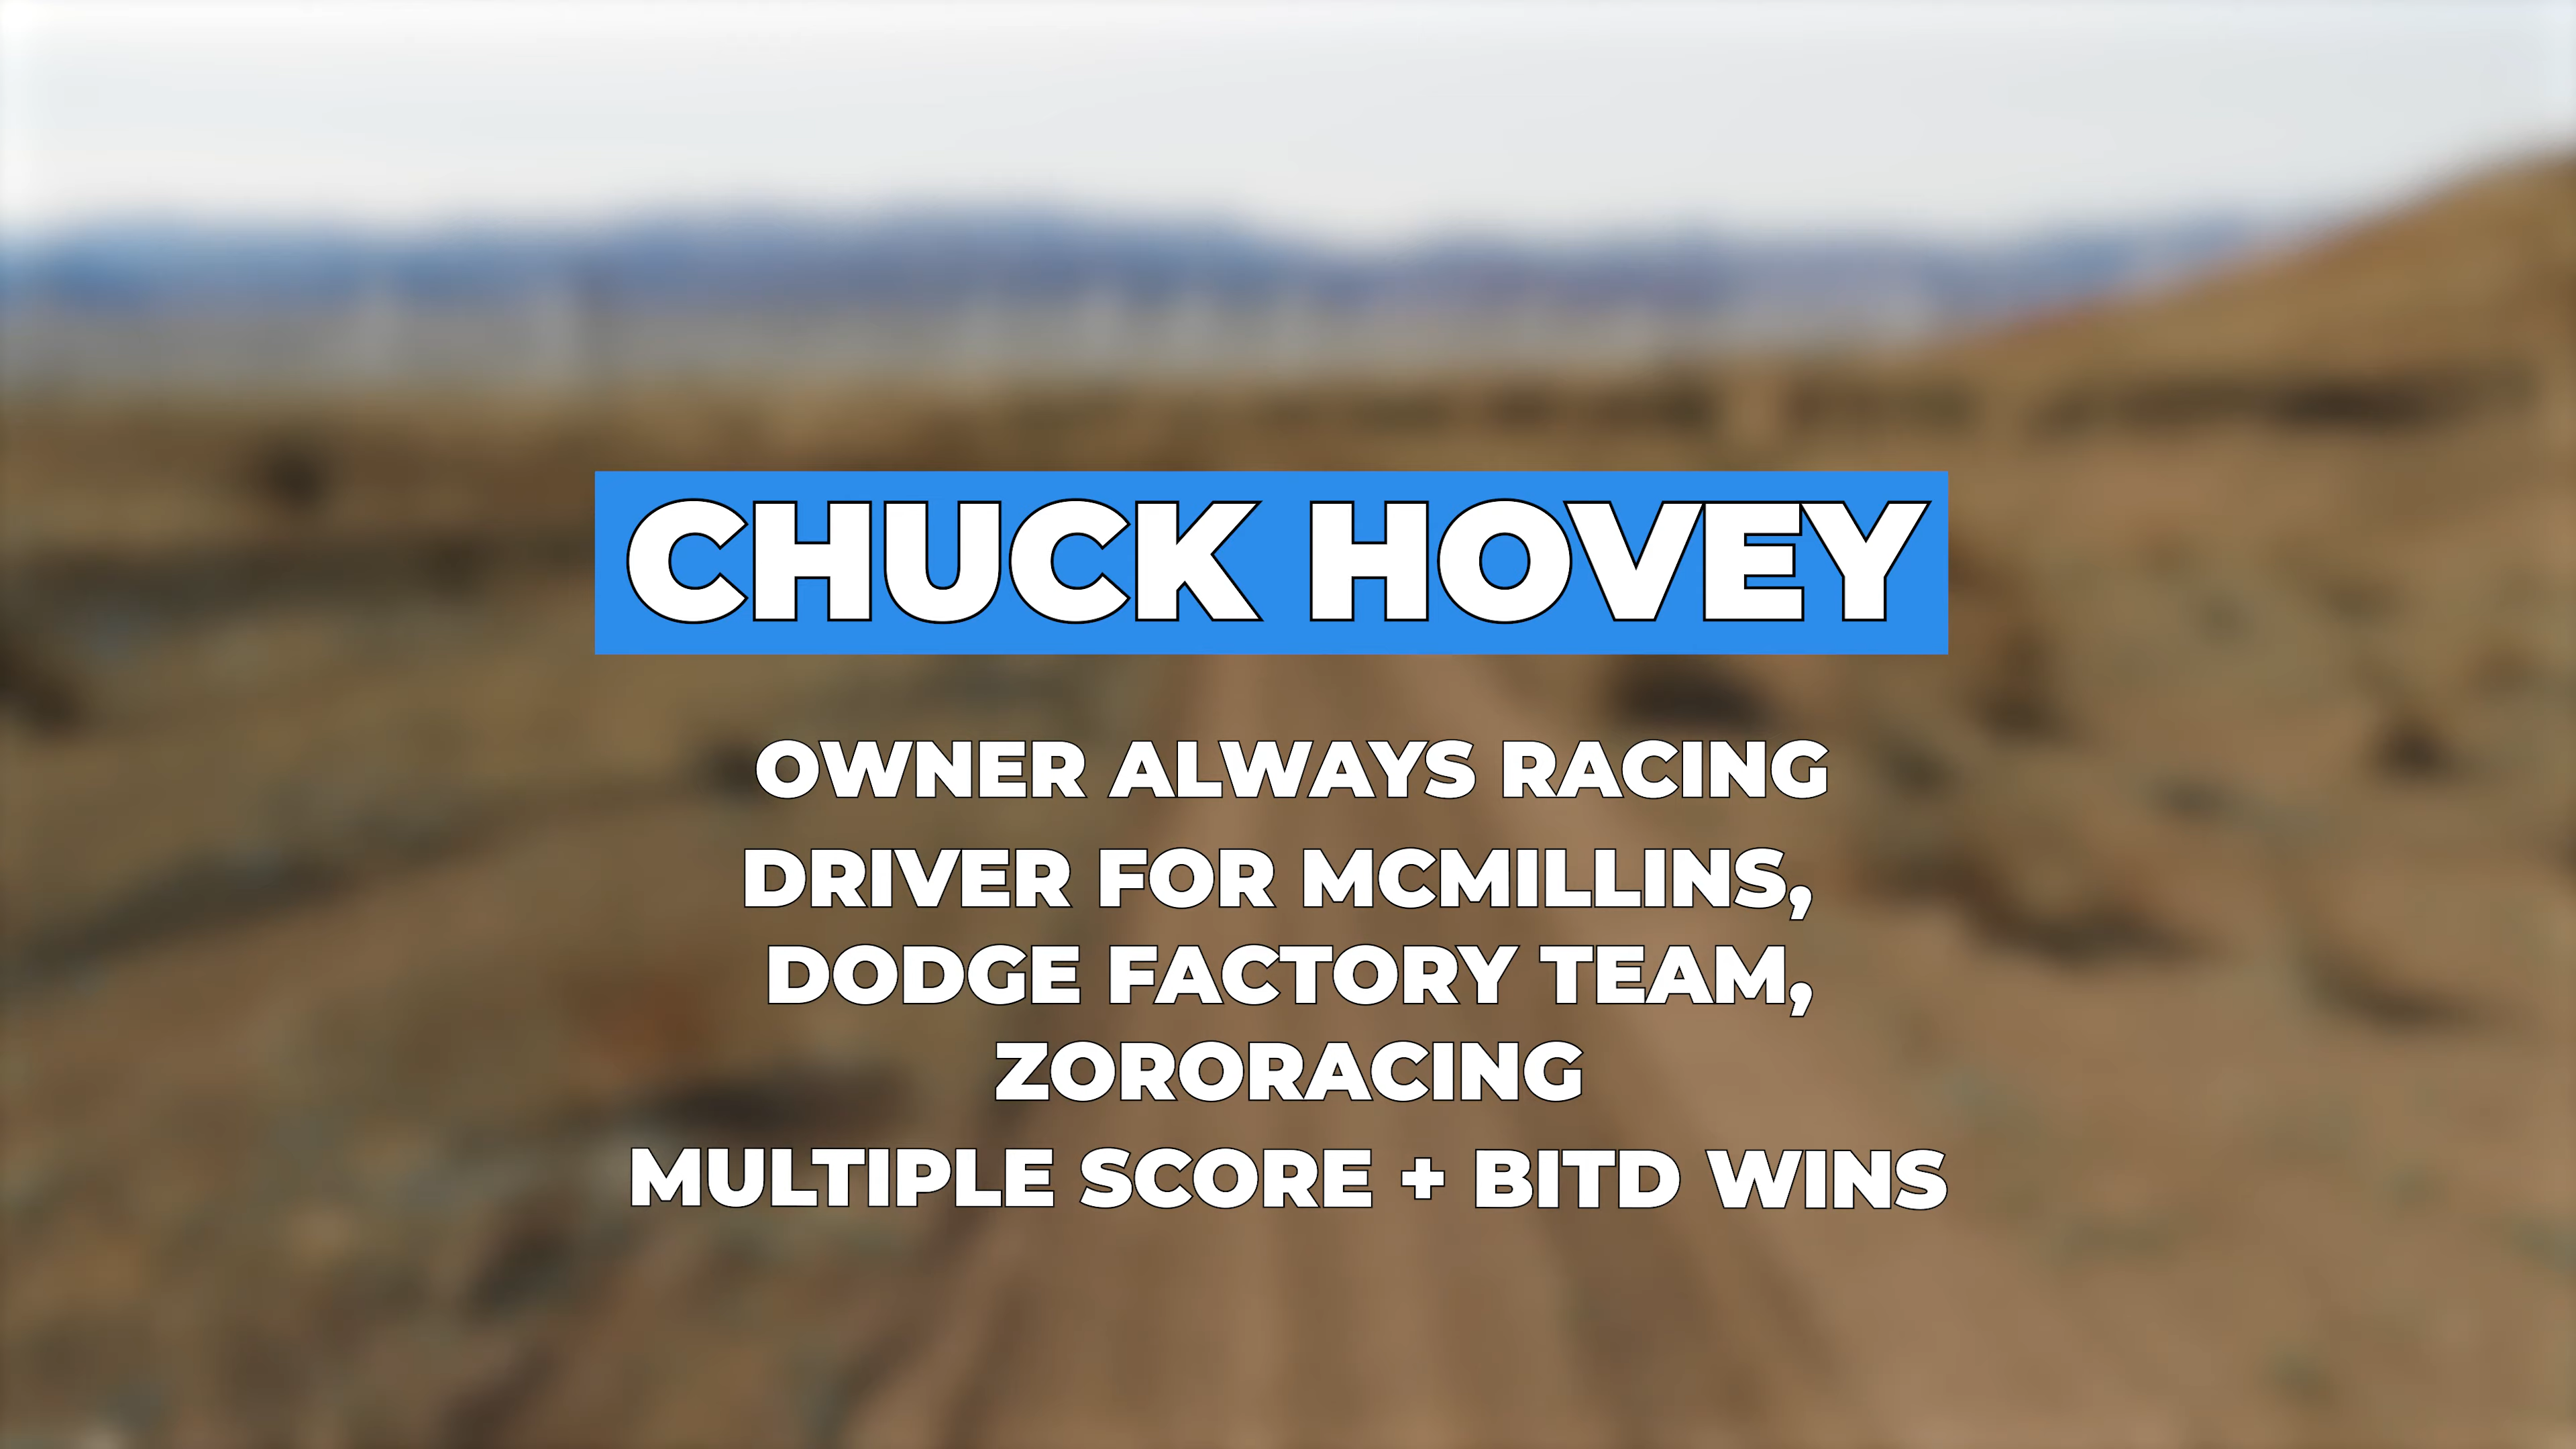 CHUCK HOVEY
OWNER ALWAYS RACING
DRIVER FOR MCMILLINS,
DODGE FACTORY TEAM,
ZORORACING
MULTIPLE SCORE + BITD WINS